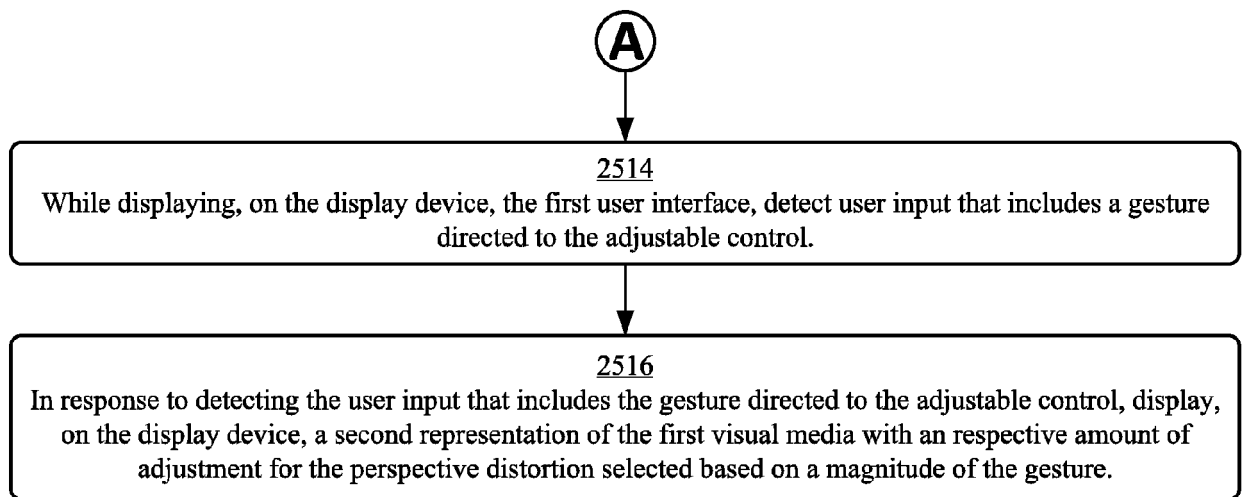 A
2514
While displaying, on the display device, the first user interface, detect user input that includes a gesture
directed to the adjustable control.
2516
In response to detecting the user input that includes the gesture directed to the adjustable control, display,
on the display device, a second representation of the first visual media with an respective amount of
adjustment for the perspective distortion selected based on a magnitude of the gesture.